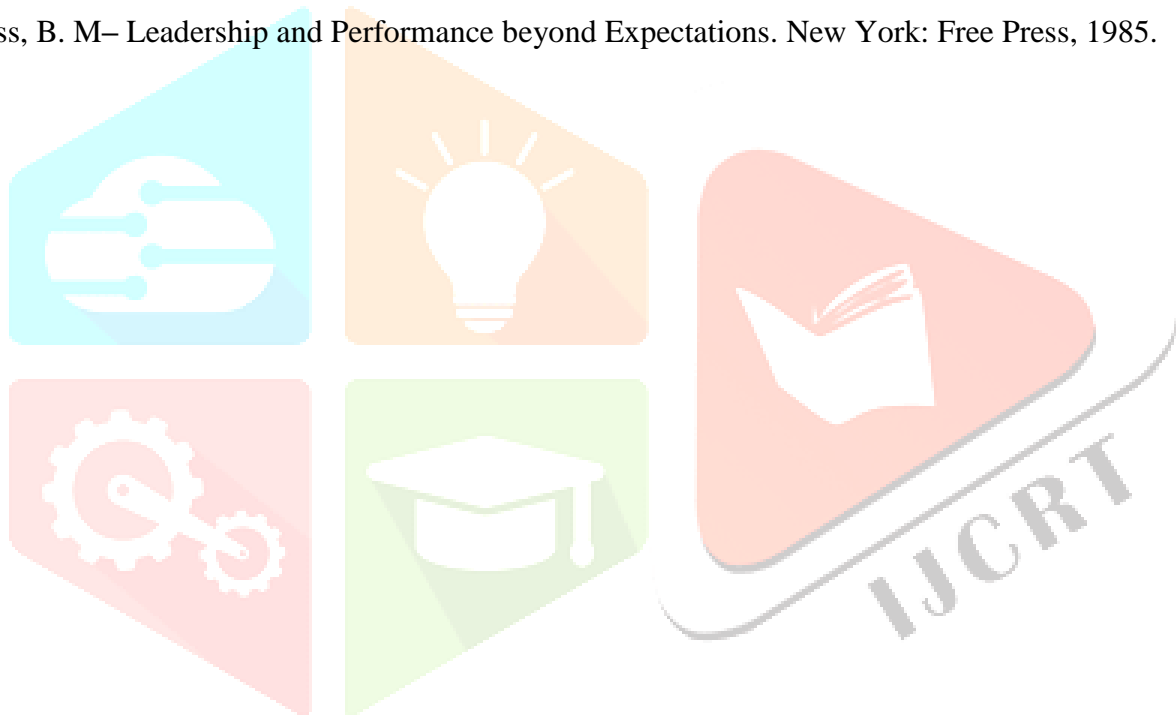 ss, B. M– Leadership and Performance beyond Expectations. New York: Free Press, 1985.
IJCRT